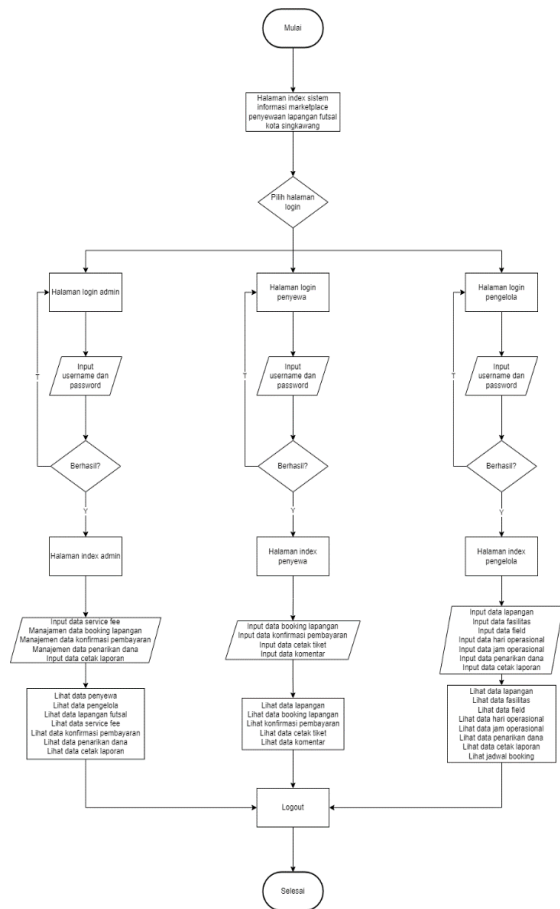 Mulai
Halaman index sistem
informasi marketplace
penyewaan lapangan futsal
kota singkawang
Pilih halaman
login
Halaman login admin
Halaman login
penyewa
Halaman login
pengelola
Input
username dan
password
Input
username dan
password
Input
username dan
password
T
T
T
Berhasil?
Berhasil?
Berhasil?
Y
Y
Y
Halaman index admin
Halaman index
penyewa
Halaman index
pengelola
Input data service fee
Manajemen data booking lapangan
Manajemen data konfirmasi pembayaran
Manajemen data penarikan dana
Input data cetak laporan
Input data booking lapangan
Input data konfirmasi pembayaran
Input data cetak tiket
Input data komentar
Input data lapangan
Input data fasilitas
Input data field
Input data hari operasional
Input data jam operasional
Input data penarikan dana
Input data cetak laporan
Lihat data penyewa
Lihat data pengelola
Lihat data lapangan futsal
Lihat data service fee
Lihat data konfirmasi pembayaran
Lihat data penarikan dana
Lihat data cetak laporan
Lihat data lapangan
Lihat data booking lapangan
Lihat konfirmasi pembayaran
Lihat data cetak tiket
Lihat data komentar
Lihat data lapangan
Lihat data fasilitas
Lihat data field
Lihat data hari operasional
Lihat data jam operasional
Lihat data penarikan dana
Lihat data cetak laporan
Lihat jadwal booking
Logout
Selesai